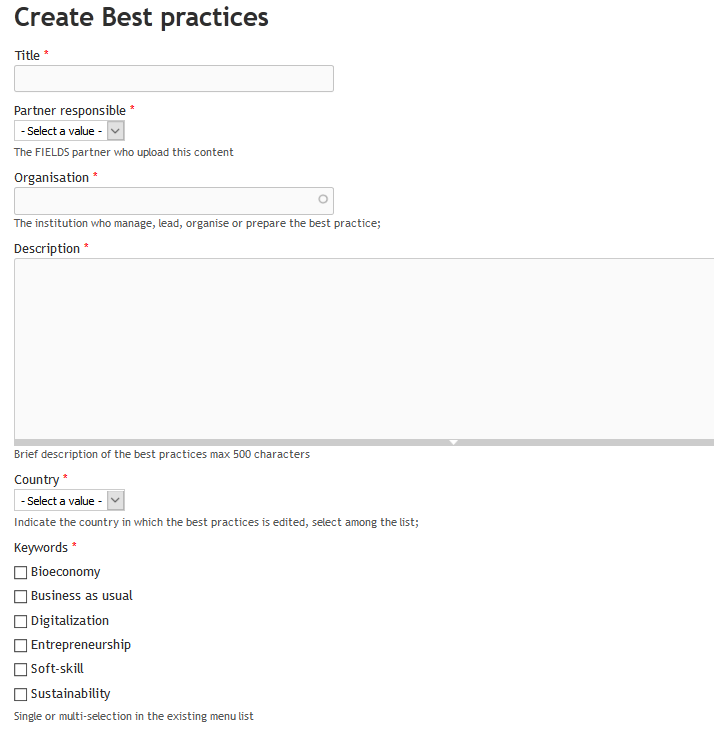 Create Best practices
Title *
Partner responsible *
- Select a value -
The FIELDS partner who upload this content
Organisation *
The institution who manage, lead, organise or prepare the best practice;
Description *
Brief description of the best practices max 500 characters
Country *
- Select a value -
Indicate the country in which the best practices is edited, select among the list;
Keywords *
Bioeconomy
Business as usual
Digitalization
Entrepreneurship
Soft-skill
Sustainability
Single or multi-selection in the existing menu list